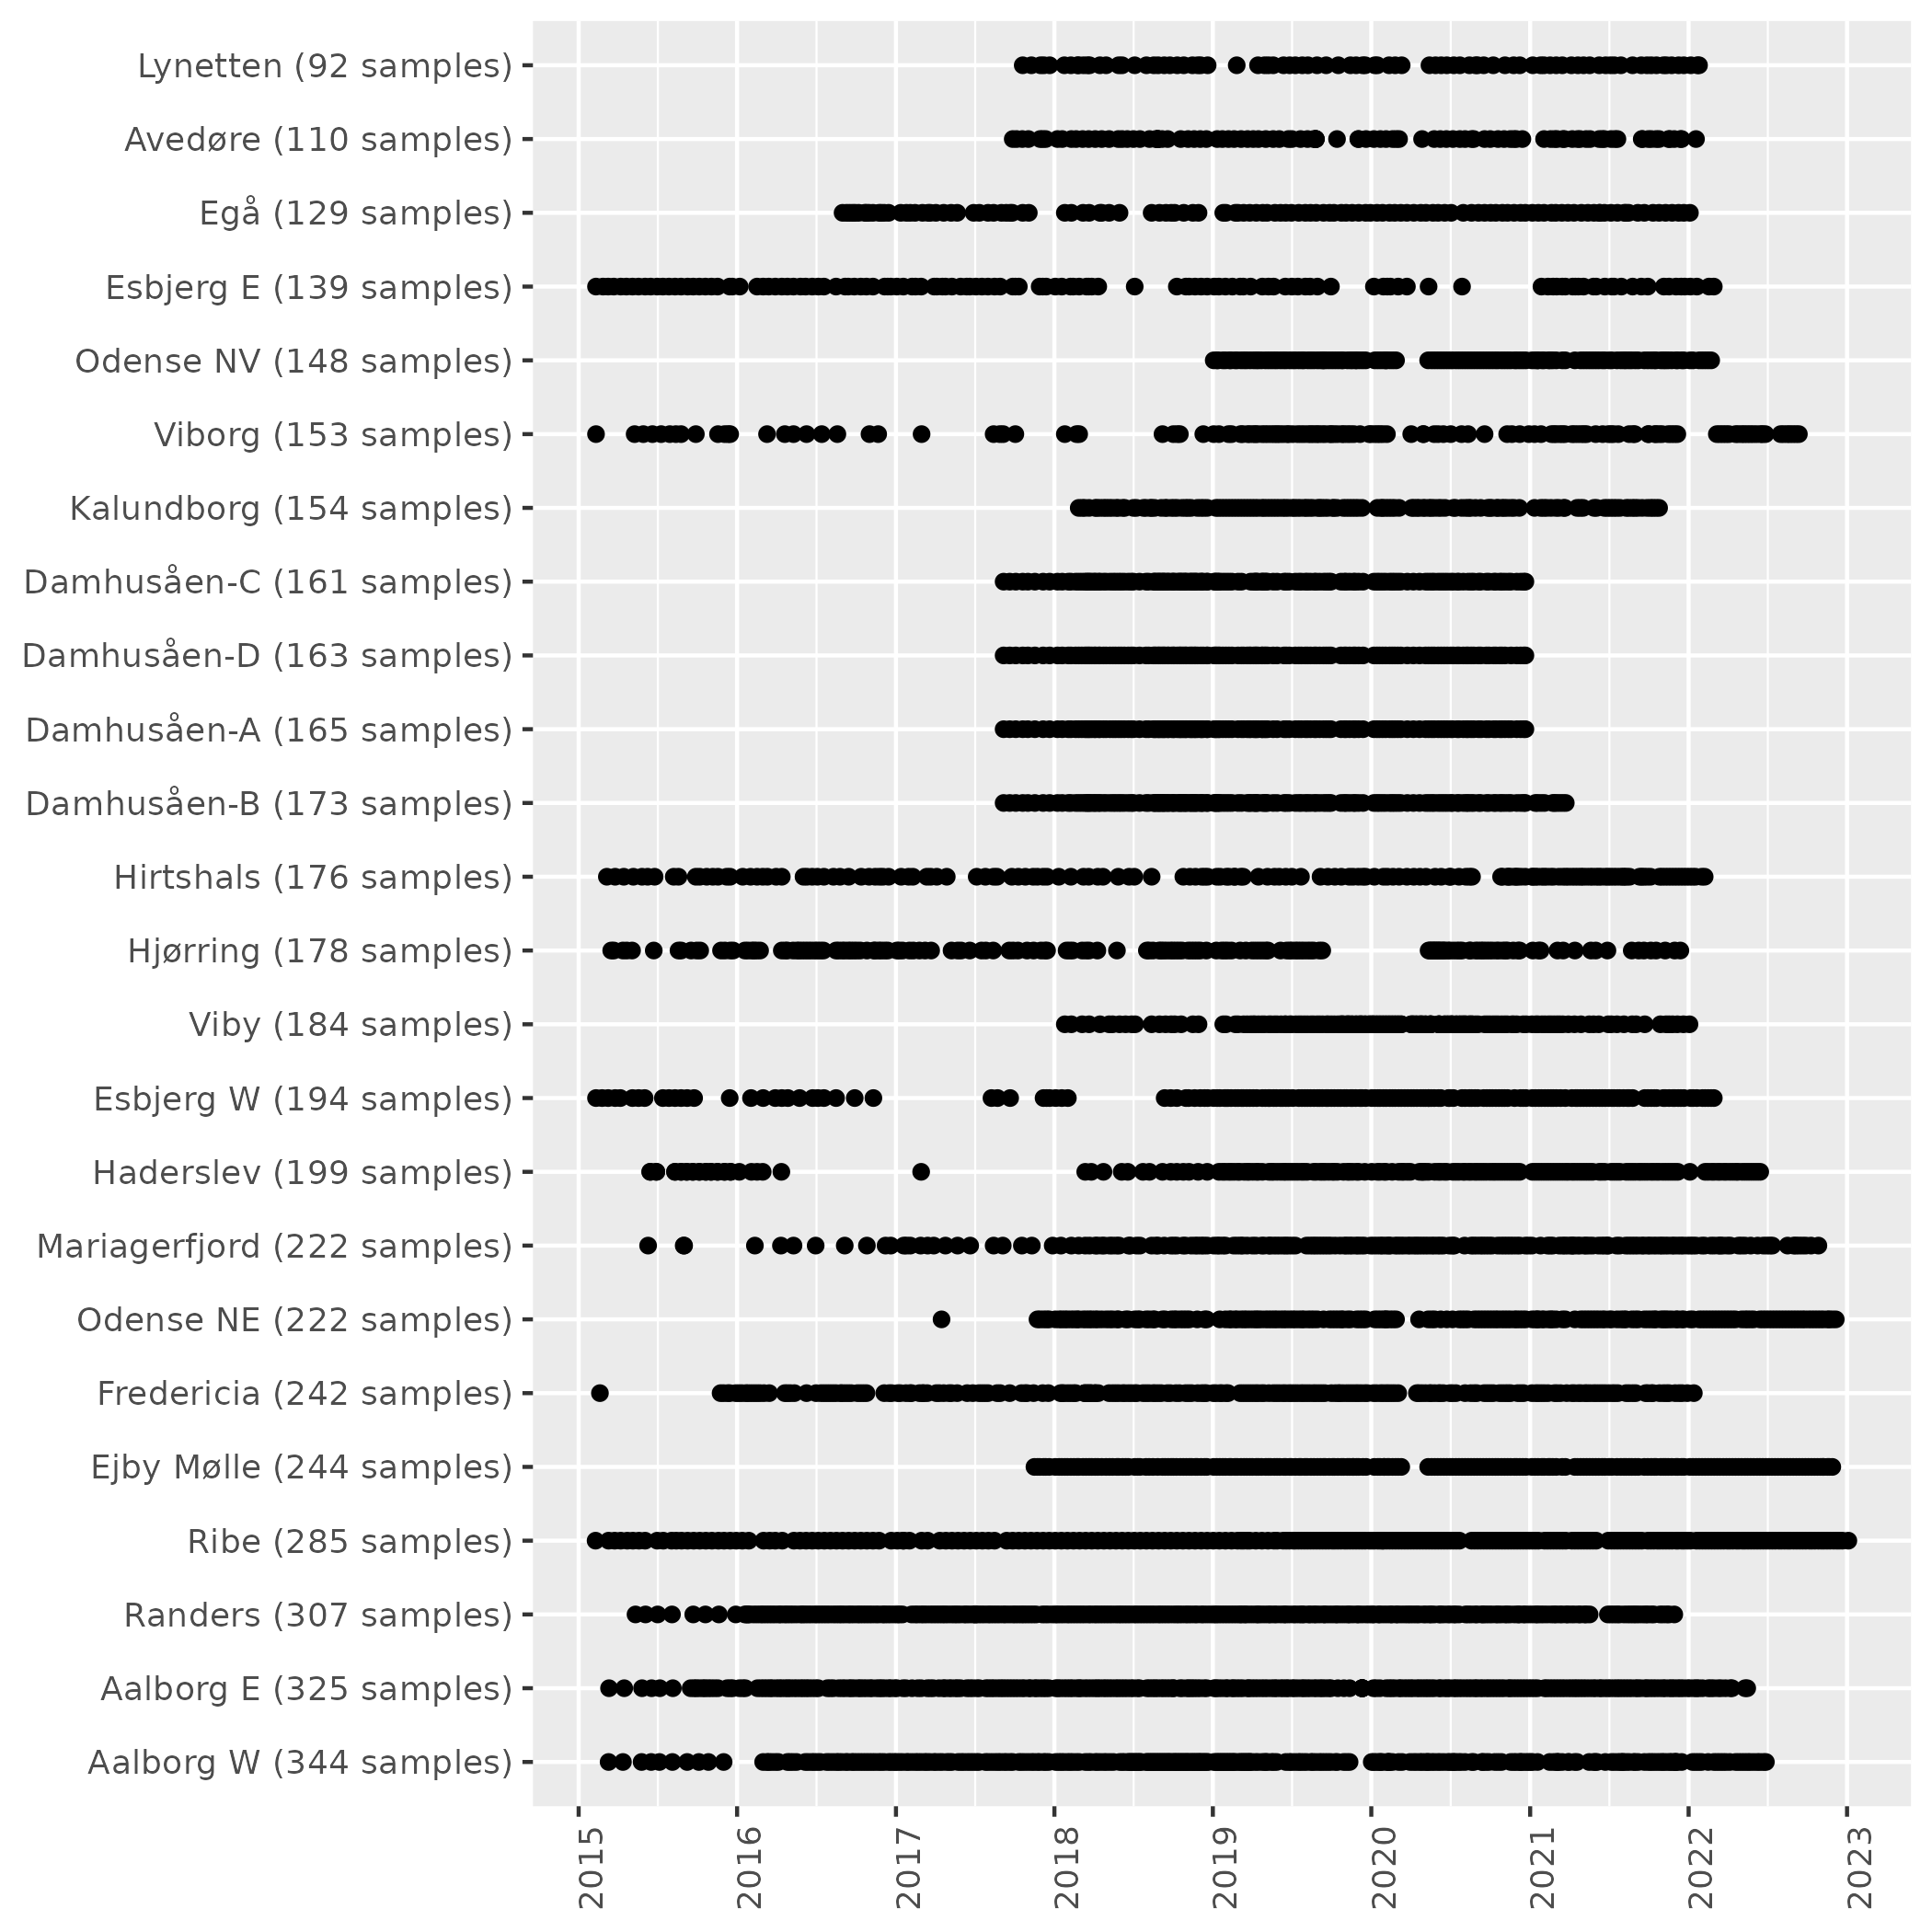 Lynetten (92 samples)
Avedøre (110 samples)
Egå (129 samples)
Esbjerg E (139 samples)
Odense NV (148 samples)
Viborg (153 samples)
Kalundborg (154 samples)
Damhusåen-C (161 samples)
Damhusåen-D (163 samples)
Damhusåen-A (165 samples)
Damhusåen-B (173 samples)
Hirtshals (176 samples)
Hjørring (178 samples)
Viby (184 samples)
Esbjerg W (194 samples)
Haderslev (199 samples)
Mariagerfjord (222 samples)
Odense NE (222 samples)
Fredericia (242 samples)
Ejby Mølle (244 samples)
Ribe (285 samples)
Randers (307 samples)
Aalborg E (325 samples)
Aalborg W (344 samples)
2015
2016
2017
2018
2019
2020
2021
2022
2023